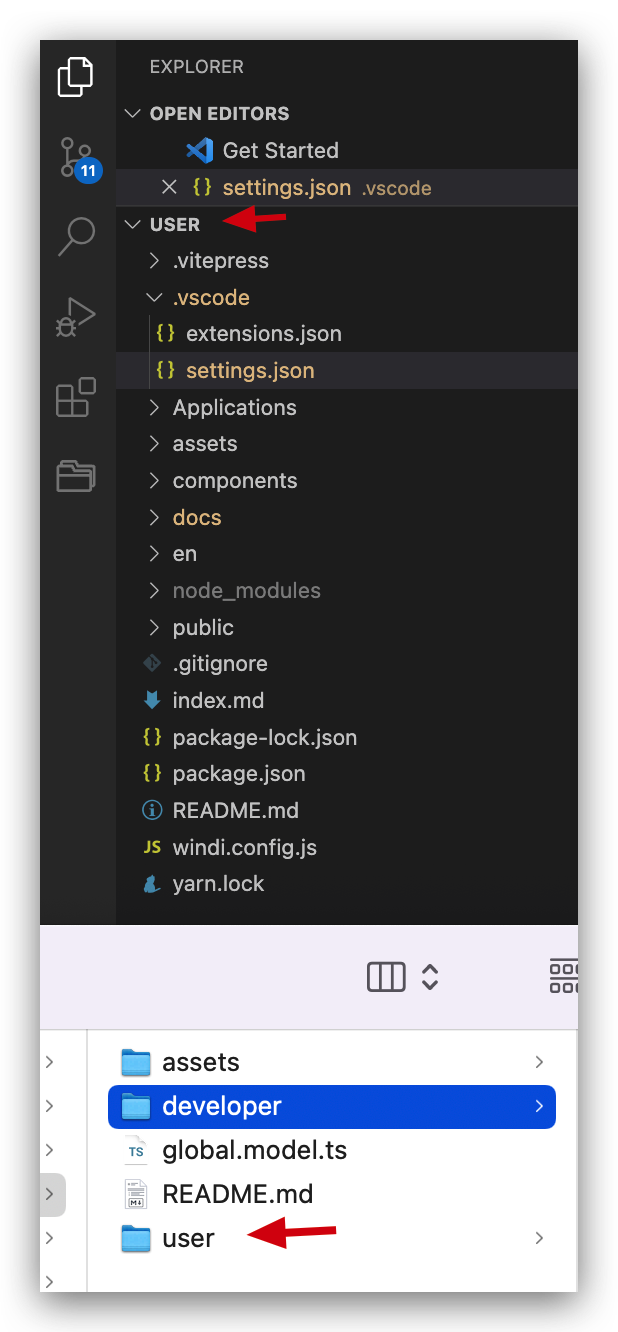 EXPLORER
OPEN EDITORS
Get Started
11
{} settings.json .vscode
USER
.vitepress
.vscode
{} extensions.json
{} settings.json
Applications
assets
components
docs
en
node_modules
public
.gitignore
index.md
{} package-lock.json
{} package.json
README.md
JS windi.config.js
yarn.lock
assets
developer
TS global.model.ts
README.md
user